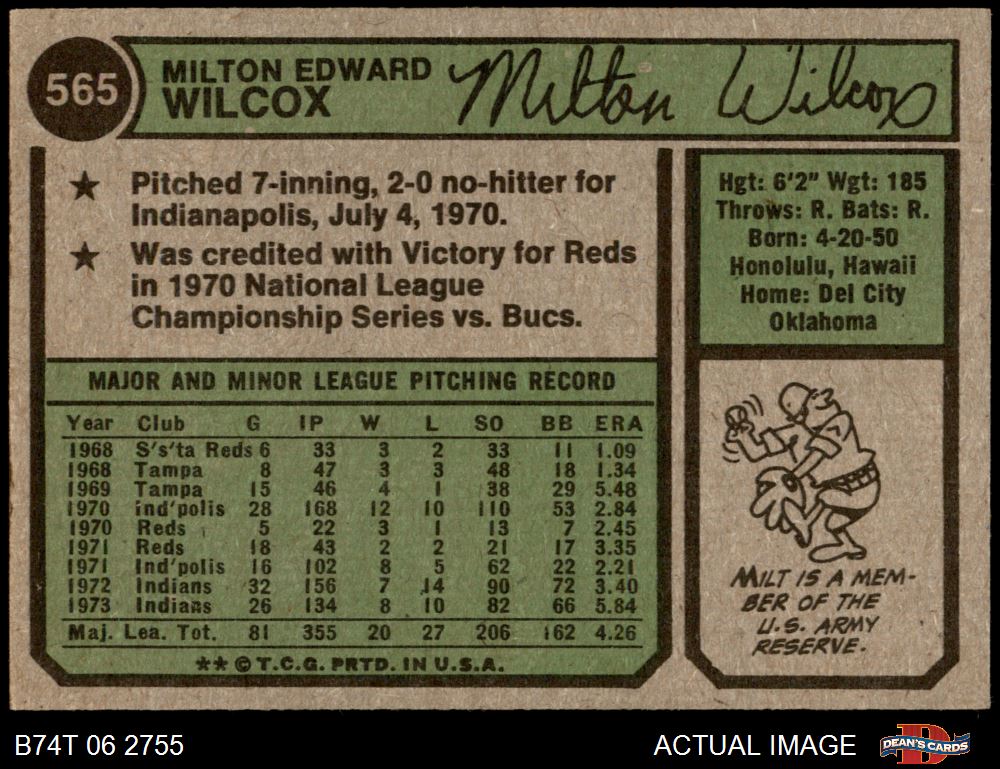 565
MILTON EDWARD
WILCOX
Milton Wilcox
★ Pitched 7-inning, 2-0 no-hitter for
Indianapolis, July 4, 1970.
★ Was credited with Victory for Reds
in 1970 National League
Championship Series vs. Bucs.
Hgt: 6'2" Wgt: 185
Throws: R. Bats: R.
Born: 4-20-50
Honolulu, Hawaii
Home: Del City
Oklahoma
MAJOR AND MINOR LEAGUE PITCHING RECORD
Year Club G IP W L SO BB ERA
1968 S's'ta Reds 6 33 3 2 33 11 1.09
1968 Tampa 8 47 3 3 48 18 1.34
1969 Tampa 15 46 4 1 38 29 5.48
1970 Ind'polis 28 168 12 10 110 53 2.84
1970 Reds 5 22 3 1 13 7 2.45
1971 Reds 18 43 2 2 21 17 3.35
1971 Ind'polis 16 102 8 5 62 22 2.21
1972 Indians 32 156 7 14 90 72 3.40
1973 Indians 26 134 8 10 82 66 5.84
Maj. Lea. Tot. 81 355 20 27 206 162 4.26
★★ © T.C.G. PRTD. IN U.S.A.
MILT IS A MEM-
BER OF THE
U.S. ARMY
RESERVE.
B74T 06 2755
ACTUAL IMAGE
DEAN'S CARDS